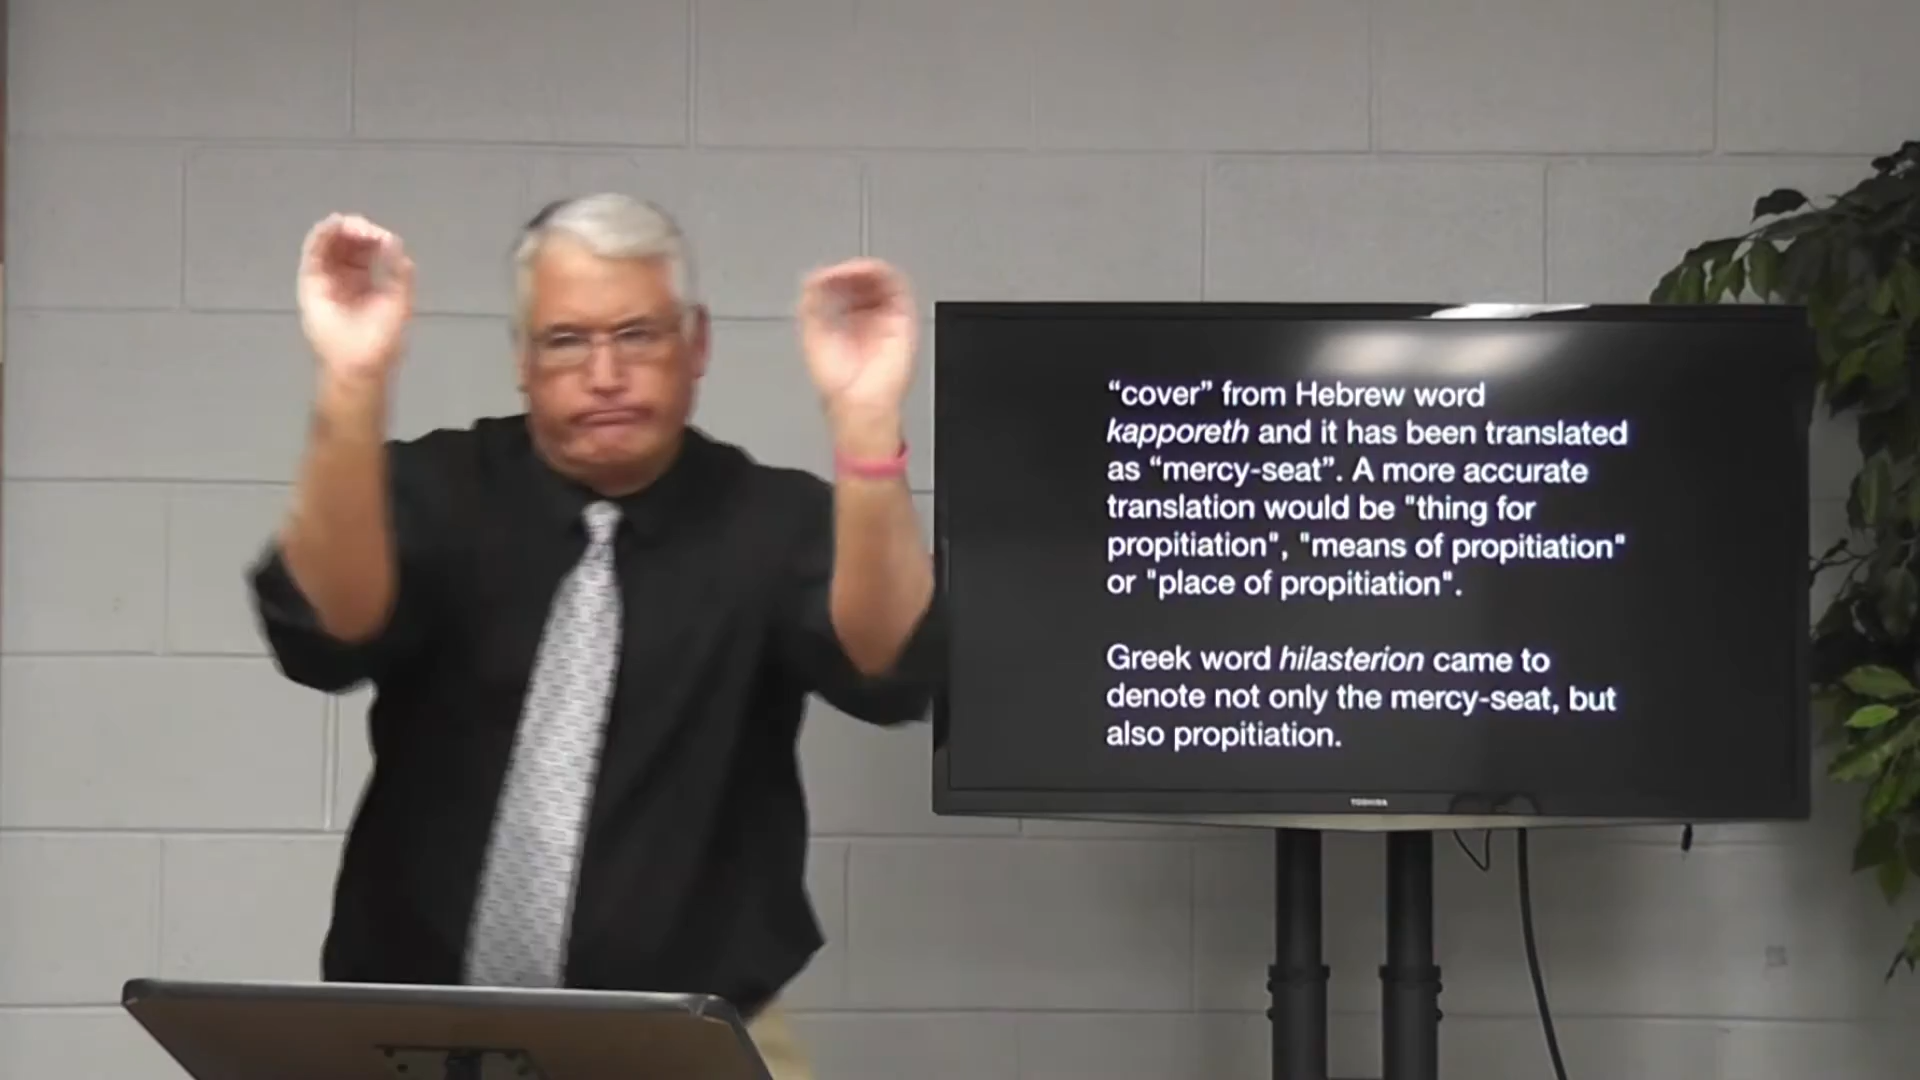 “cover” from Hebrew word
kapporeth and it has been translated
as “mercy-seat”. A more accurate
translation would be "thing for
propitiation", "means of propitiation"
or "place of propitiation".
Greek word hilasterion came to
denote not only the mercy-seat, but
also propitiation.
TOSHIBA